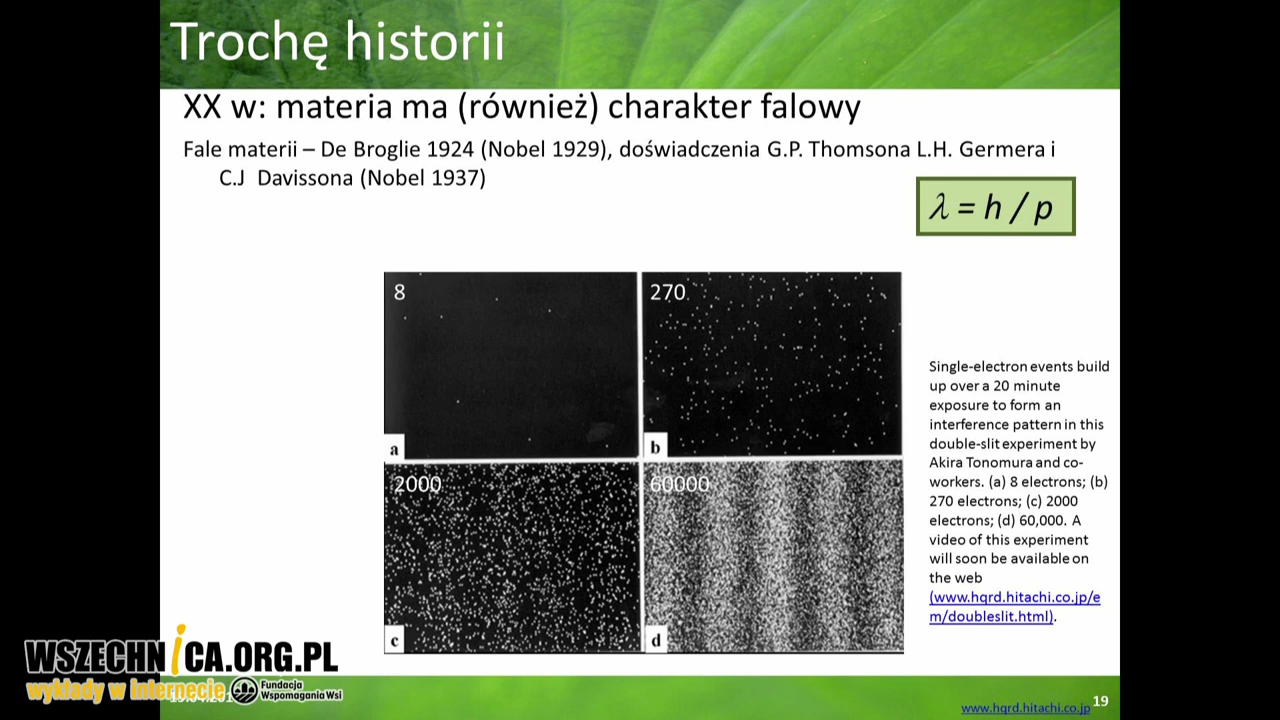 Trochę historii
XX w: materia ma (również) charakter falowy
Fale materii – De Broglie 1924 (Nobel 1929), doświadczenia G.P. Thomsona L.H. Germera i
C.J Davissona (Nobel 1937)
λ = h / p
8
270
a
b
2000
60000
c
d
Single-electron events build
up over a 20 minute
exposure to form an
interference pattern in this
double-slit experiment by
Akira Tonomura and co-
workers. (a) 8 electrons; (b)
270 electrons; (c) 2000
electrons; (d) 60,000. A
video of this experiment
will soon be available on
the web
(www.hqrd.hitachi.co.jp/e
m/doubleslit.html).
WSZECHNiCA.ORG.PL
wykłady w internecie
Fundacja
Wspomagania Wsi
www.hqrd.hitachi.co.jp
19